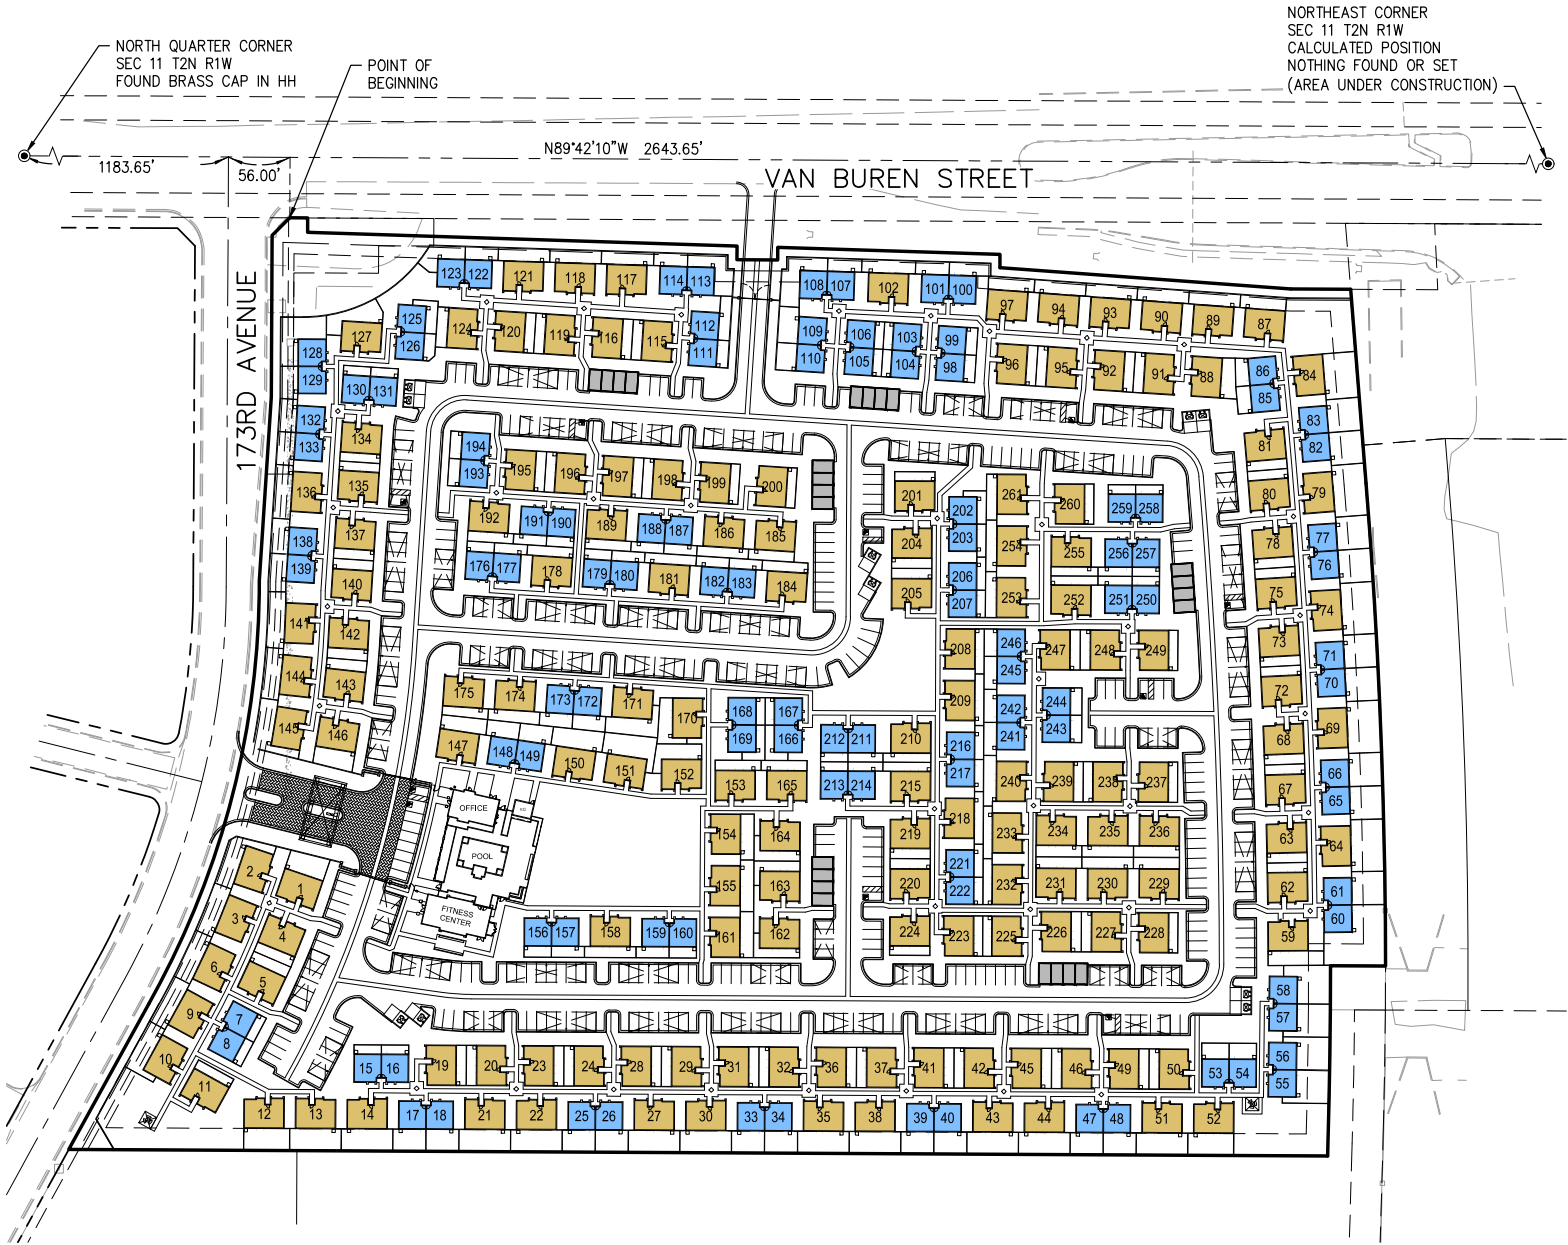 NORTHEAST CORNER
SEC 11 T2N R1W
CALCULATED POSITION
NOTHING FOUND OR SET
(AREA UNDER CONSTRUCTION)
NORTH QUARTER CORNER
SEC 11 T2N R1W
FOUND BRASS CAP IN HH
POINT OF
BEGINNING
N89°42'10"W 2643.65'
1183.65'
56.00'
VAN BUREN STREET
173RD AVENUE
123 122 121 118 117 114 113
108 107 102 101 100 97 94 93 90 89 87
125 126 127 124 120 119 116 115 112 111
109 110 106 105 103 104 99 98 96 95 92 91 88 86 85 84
128 129 130 131
132 133 134 83 82 81
194 193 195 196 197 198 199 200
136 135 201 202 203 261 260 259 258 80 79
192 191 190 189 188 187 186 185
138 139 137 204 254 255 256 257 78 77 76
176 177 178 179 180 181 182 183 184
140 205 206 207 253 252 251 250 75 74
141 142 208 246 245 247 248 249 73 71 70
144 143 175 174 173 172 171 170 168 169 167 166
209 242 241 244 243 72
145 146 147 148 149 150 151 152
212 211 210 216 217 68 69
153 165 213 214 215 240 239 238 237 67 66 65
OFFICE
POOL
FITNESS
CENTER
154 164 219 218 233 234 235 236 63 64
2 1 155 163 220 221 222 232 231 230 229 62 61 60
3 4 156 157 158 159 160 161 162 224 223 225 226 227 228 59
6 5
9 7 8 58 57
10 11 15 16 19 20 23 24 28 29 31 32 36 37 41 42 45 46 49 50 53 54 56 55
12 13 14 17 18 21 22 25 26 27 30 33 34 35 38 39 40 43 44 47 48 51 52